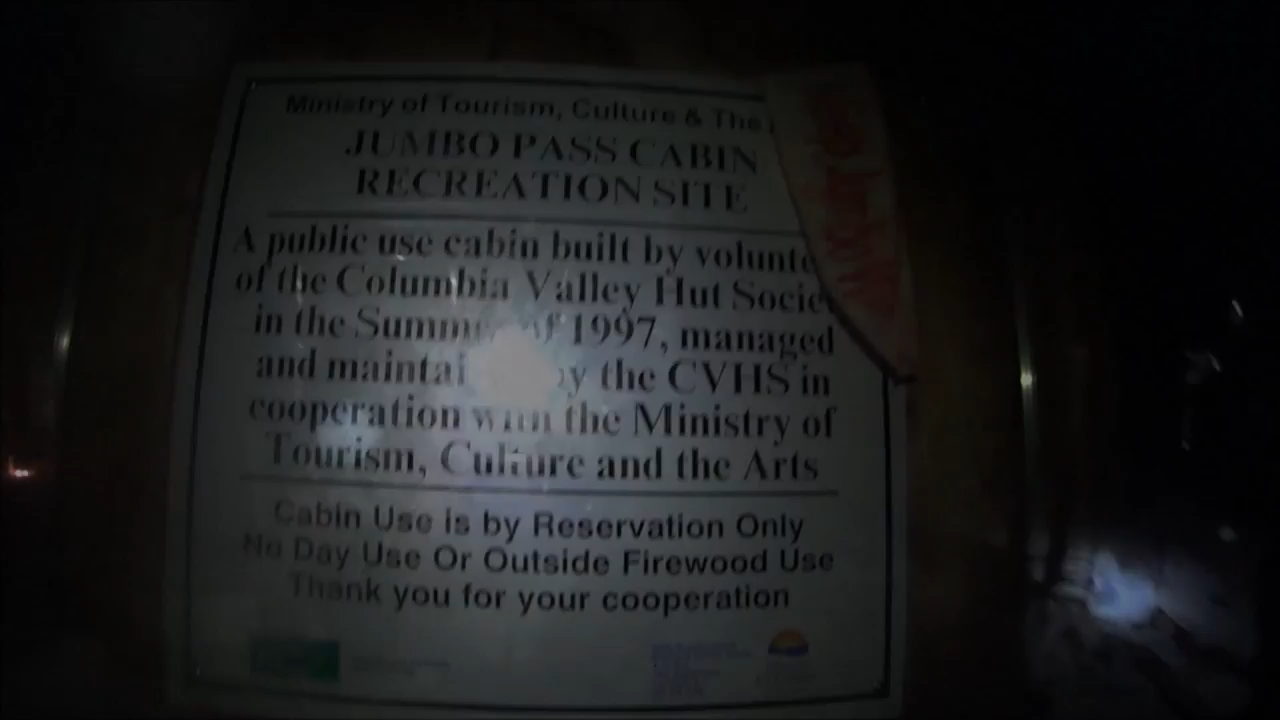 Ministry of Tourism, Culture & The
JUMBO PASS CABIN
RECREATION SITE
A public use cabin built by volunte
of the Columbia Valley Hut Socie
in the Summer of 1997, managed
and maintai by the CVHS in
cooperation with the Ministry of
Tourism, Culture and the Arts
Cabin Use is by Reservation Only
No Day Use Or Outside Firewood Use
Thank you for your cooperation